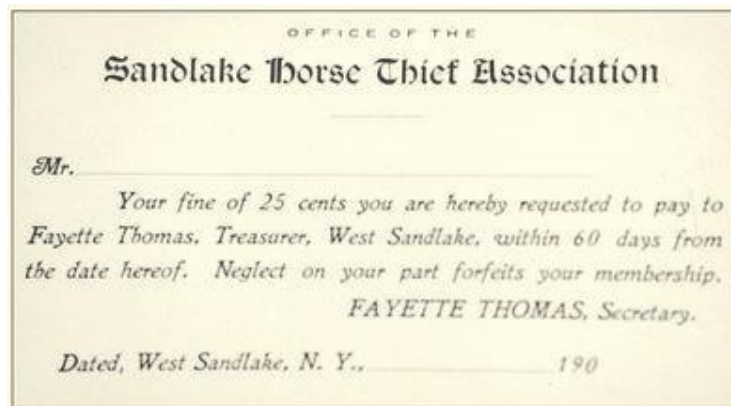 OFFICE OF THE
Sandlake Horse Thief Association
Mr.
Your fine of 25 cents you are hereby requested to pay to
Fayette Thomas, Treasurer, West Sandlake, within 60 days from
the date hereof. Neglect on your part forfeits your membership.
FAYETTE THOMAS, Secretary.
Dated, West Sandlake, N. Y., 190